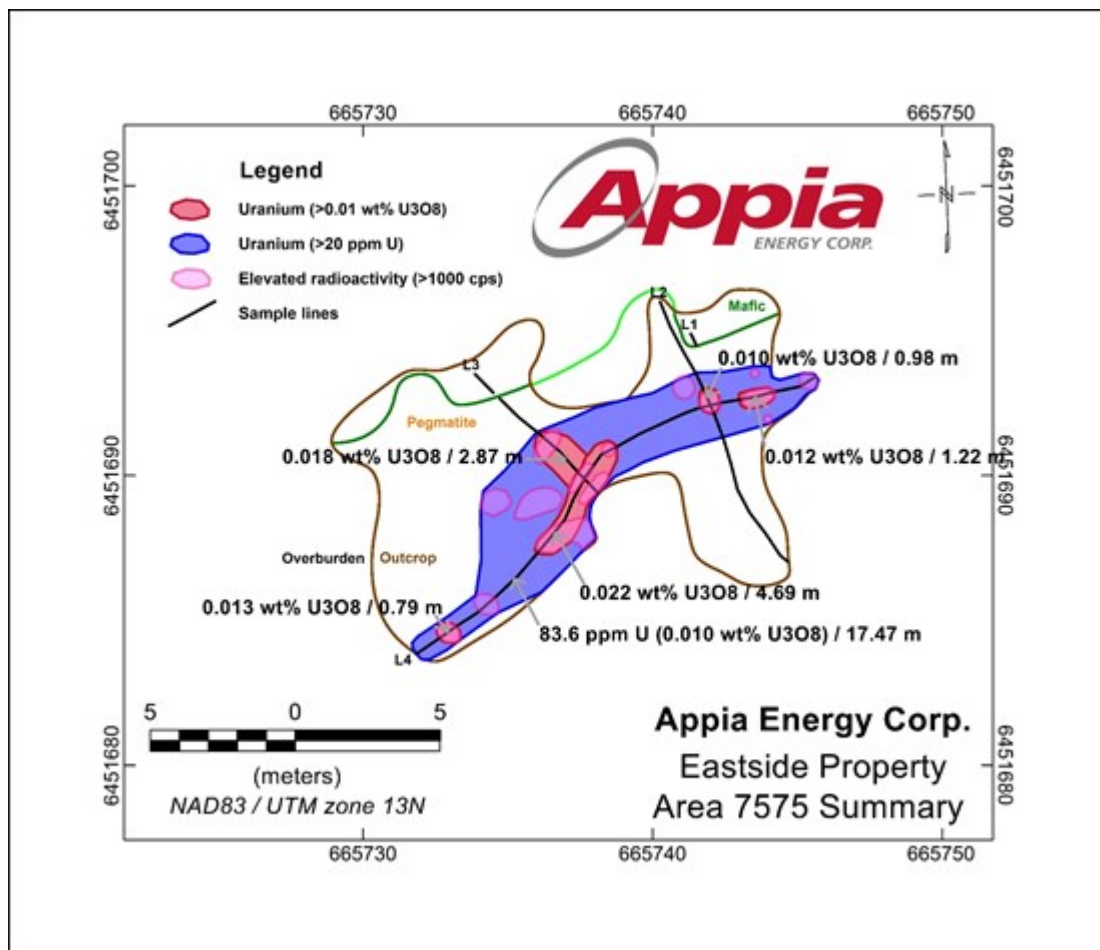 665730 665740 665750
6451700
6451700
Legend
Uranium (>0.01 wt% U3O8)
Uranium (>20 ppm U)
Elevated radioactivity (>1000 cps)
Sample lines
Appia
ENERGY CORP.
N
L2
L1
Mafic
0.010 wt% U3O8 / 0.98 m
L3
Pegmatite
0.018 wt% U3O8 / 2.87 m
0.012 wt% U3O8 / 1.22 m
6451690
6451690
Overburden
Outcrop
0.022 wt% U3O8 / 4.69 m
0.013 wt% U3O8 / 0.79 m
83.6 ppm U (0.010 wt% U3O8) / 17.47 m
L4
5 0 5
(meters)
NAD83 / UTM zone 13N
Appia Energy Corp.
Eastside Property
Area 7575 Summary
6451680
6451680
665730 665740 665750